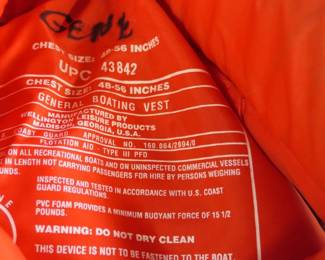 GENE
CHEST SIZE: 48-56 INCHES
UPC 43842
CHEST SIZE: 48-56 INCHES
GENERAL BOATING VEST
MANUFACTURED BY
WELLINGTON LEISURE PRODUCTS
MADISON, GEORGIA, U.S.A.
COAST GUARD APPROVAL NO. 160.064/2994/0
FLOTATION AID - TYPE III PFD
ON ALL RECREATIONAL BOATS AND ON UNINSPECTED COMMERCIAL VESSELS
IN LENGTH NOT CARRYING PASSENGERS FOR HIRE BY PERSONS WEIGHING
INSPECTED AND TESTED IN ACCORDANCE WITH U.S. COAST
GUARD REGULATIONS.
PVC FOAM PROVIDES A MINIMUM BUOYANT FORCE OF 15 1/2
POUNDS.
WARNING: DO NOT DRY CLEAN
THIS DEVICE IS NOT TO BE FASTENED TO THE BOAT.